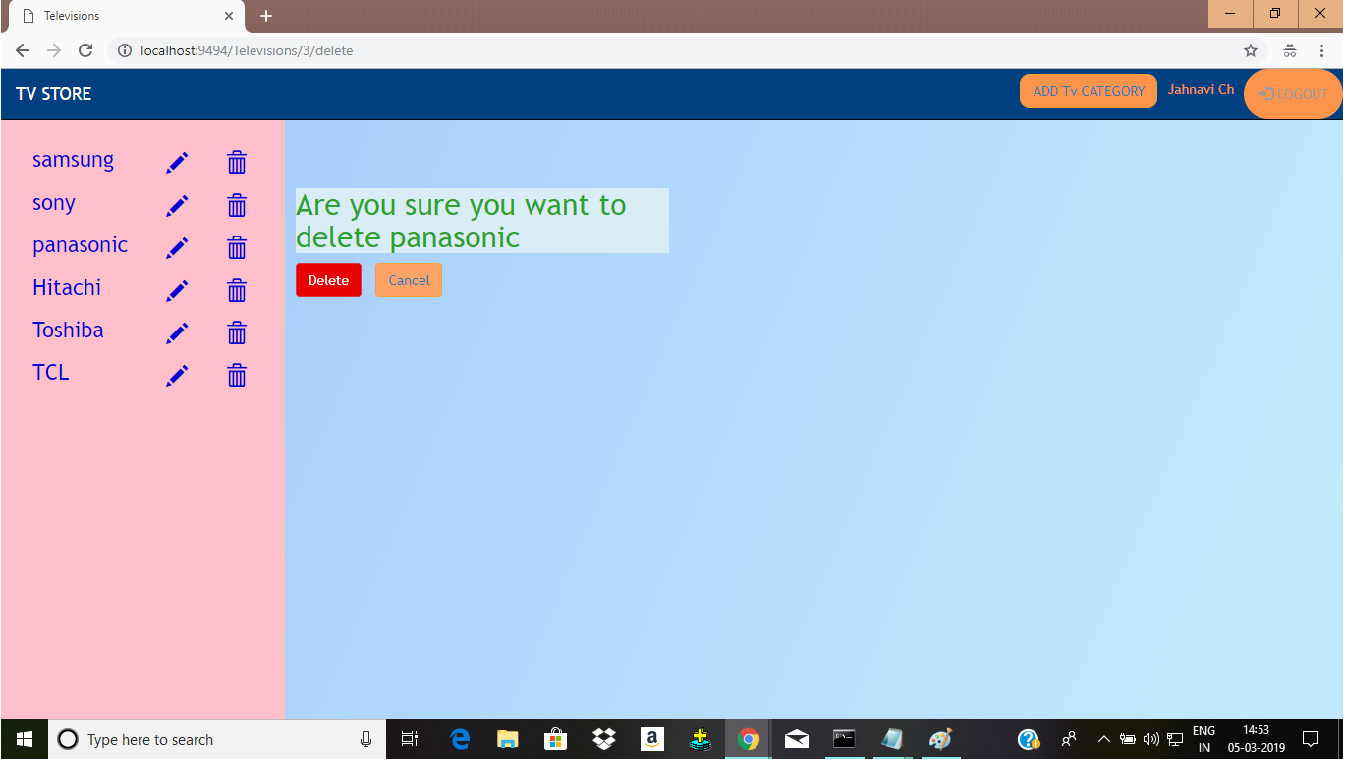 Televisions
localhost:9494/Televisions/3/delete
TV STORE
ADD Tv CATEGORY
Jahnavi Ch
LOGOUT
samsung
sony
panasonic
Hitachi
Toshiba
TCL
Are you sure you want to
delete panasonic
Delete
Cancel
Type here to search
ENG
IN
14:53
05-03-2019